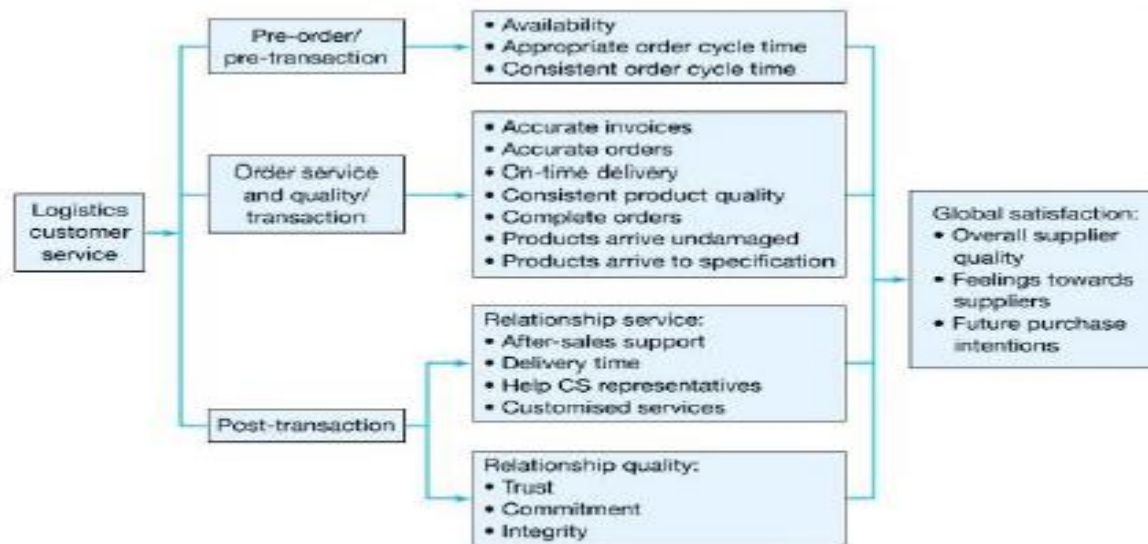 Pre-order/
pre-transaction
• Availability
• Appropriate order cycle time
• Consistent order cycle time
Order service
and quality/
transaction
• Accurate invoices
• Accurate orders
• On-time delivery
• Consistent product quality
• Complete orders
• Products arrive undamaged
• Products arrive to specification
Logistics
customer
service
Global satisfaction:
• Overall supplier
quality
• Feelings towards
suppliers
• Future purchase
intentions
Relationship service:
• After-sales support
• Delivery time
• Help CS representatives
• Customised services
Post-transaction
Relationship quality:
• Trust
• Commitment
• Integrity